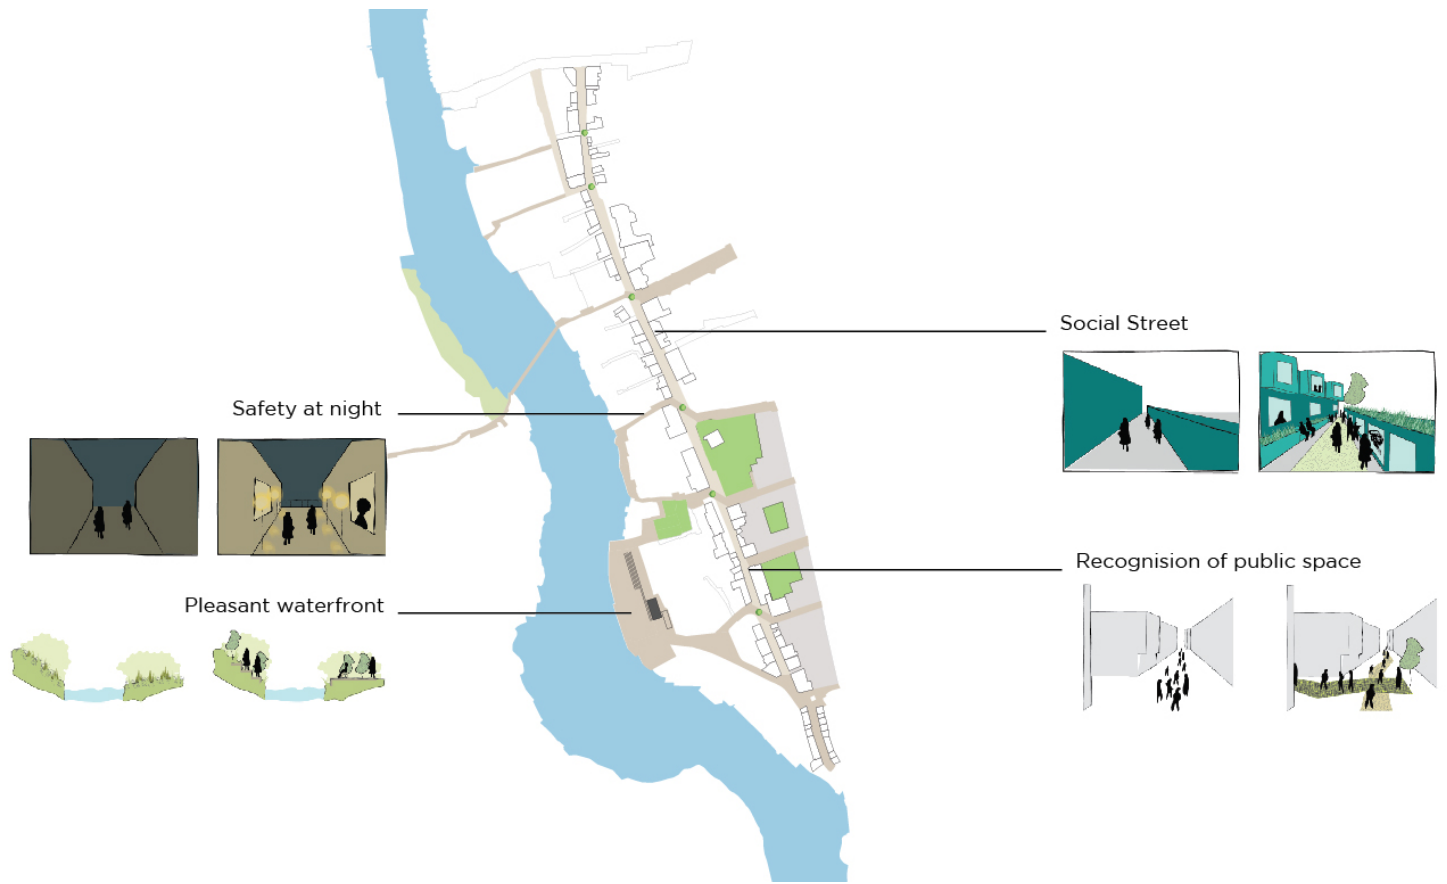 Social Street
Safety at night
Recognision of public space
Pleasant waterfront